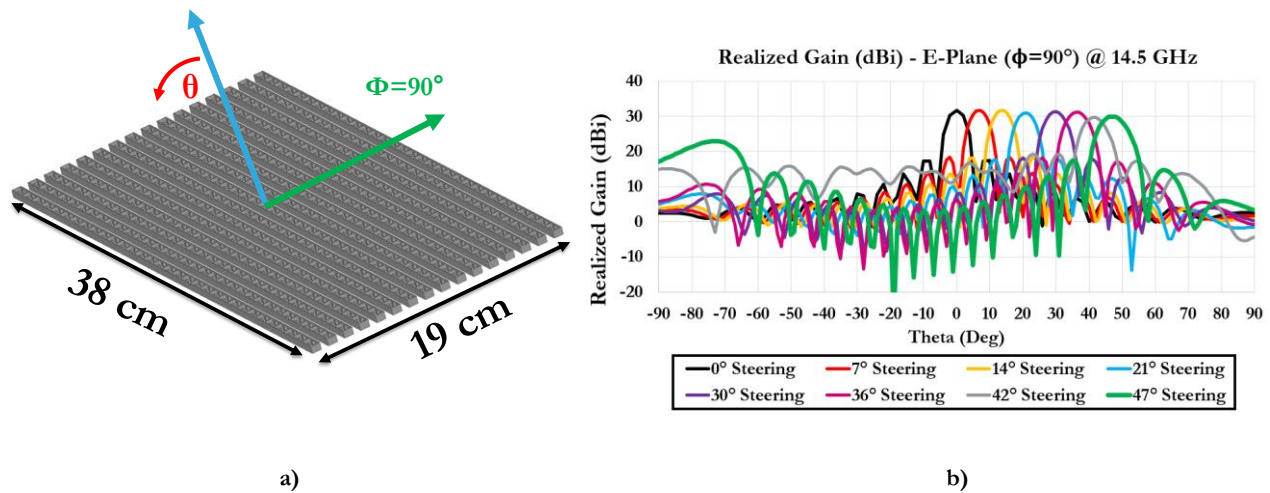 θ
Φ=90°
38 cm
19 cm
a)
Realized Gain (dBi) - E-Plane (ϕ=90°) @ 14.5 GHz
Realized Gain (dBi)
40
30
20
10
0
-10
-20
-90 -80 -70 -60 -50 -40 -30 -20 -10 0 10 20 30 40 50 60 70 80 90
Theta (Deg)
0° Steering 7° Steering 14° Steering 21° Steering
30° Steering 36° Steering 42° Steering 47° Steering
b)